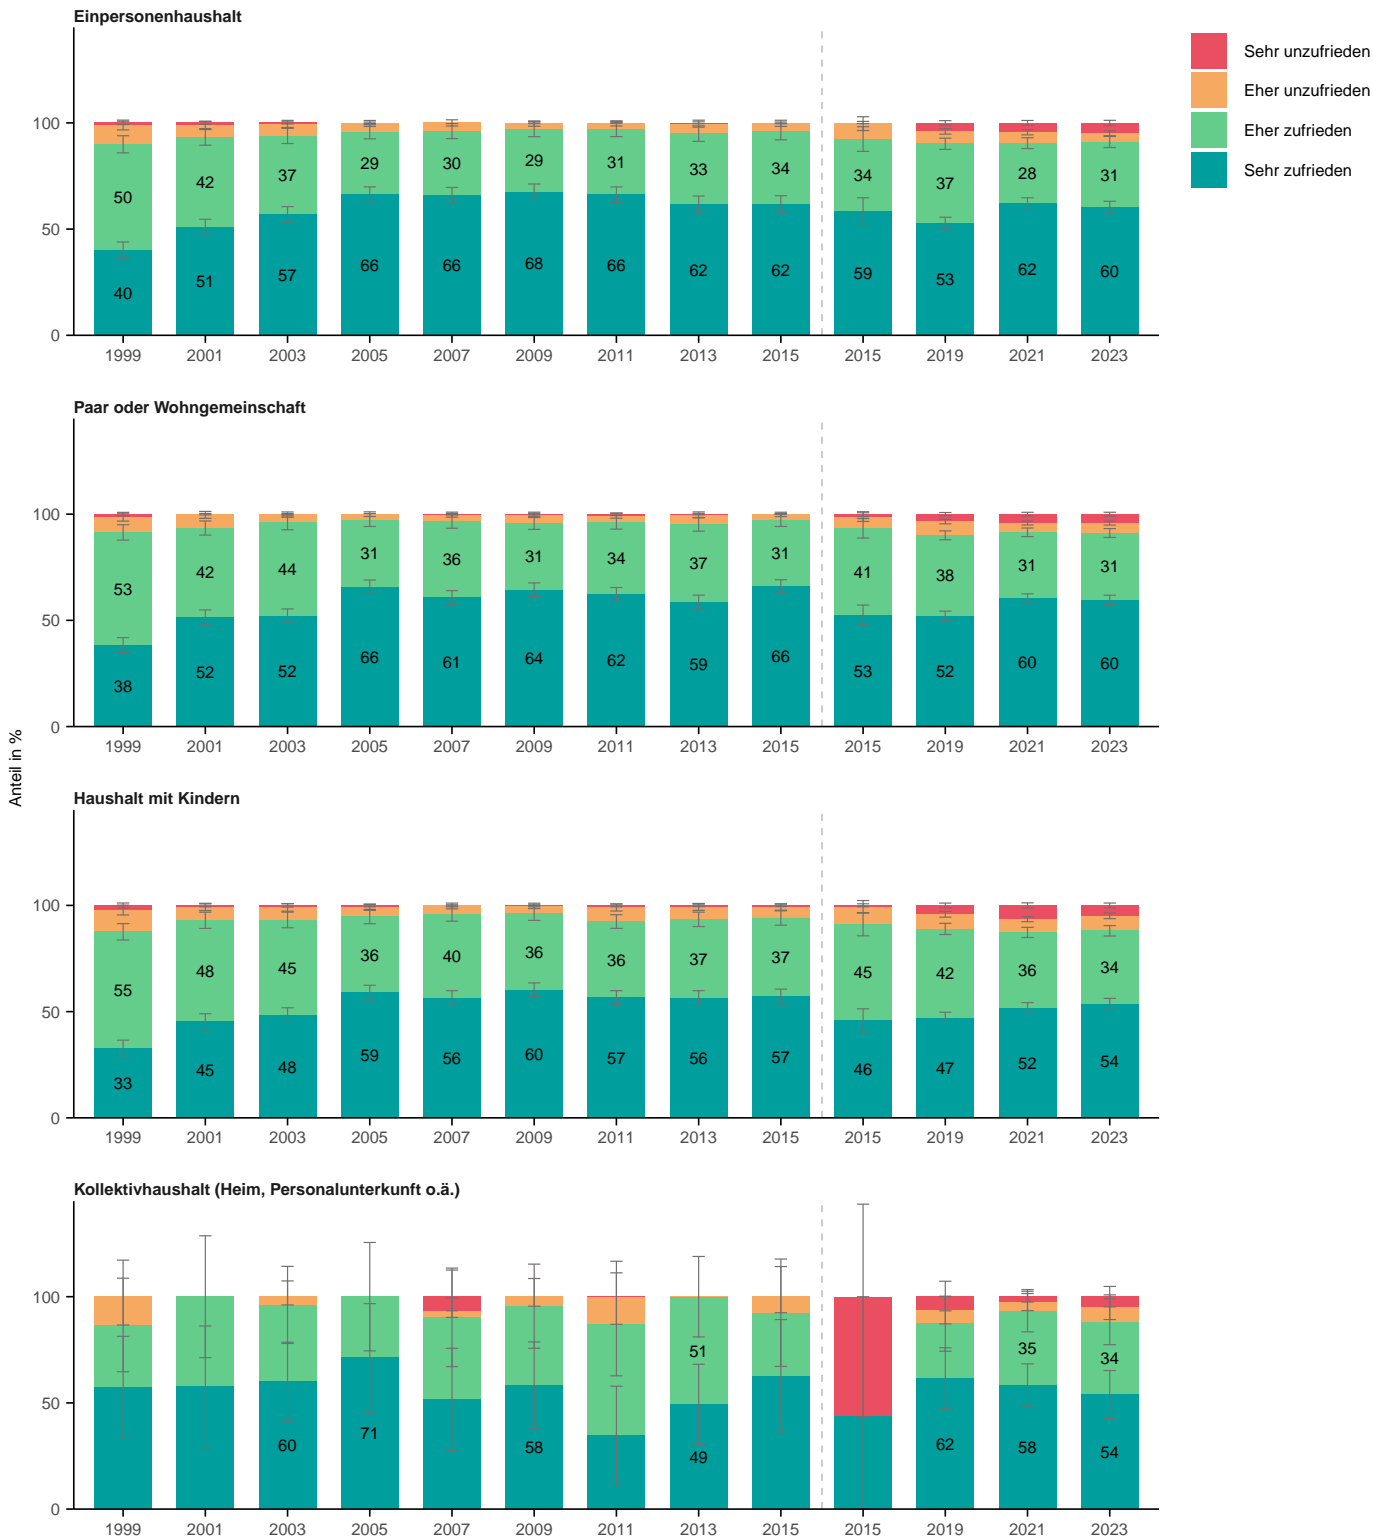 Einpersonenhaushalt
Sehr unzufrieden
Eher unzufrieden
Eher zufrieden
Sehr zufrieden
100
50
0
50 42 37 29 30 29 31 33 34 34 37 28 31
40 51 57 66 66 68 66 62 62 59 53 62 60
1999 2001 2003 2005 2007 2009 2011 2013 2015 2015 2019 2021 2023
Paar oder Wohngemeinschaft
100
50
0
53 42 44 31 36 31 34 37 31 41 38 31 31
38 52 52 66 61 64 62 59 66 53 52 60 60
1999 2001 2003 2005 2007 2009 2011 2013 2015 2015 2019 2021 2023
Anteil in %
Haushalt mit Kindern
100
50
0
55 48 45 36 40 36 36 37 37 45 42 36 34
33 45 48 59 56 60 57 56 57 46 47 52 54
1999 2001 2003 2005 2007 2009 2011 2013 2015 2015 2019 2021 2023
Kollektivhaushalt (Heim, Personalunterkunft o.ä.)
100
50
0
51 35 34
60 71 58 49 62 58 54
1999 2001 2003 2005 2007 2009 2011 2013 2015 2015 2019 2021 2023